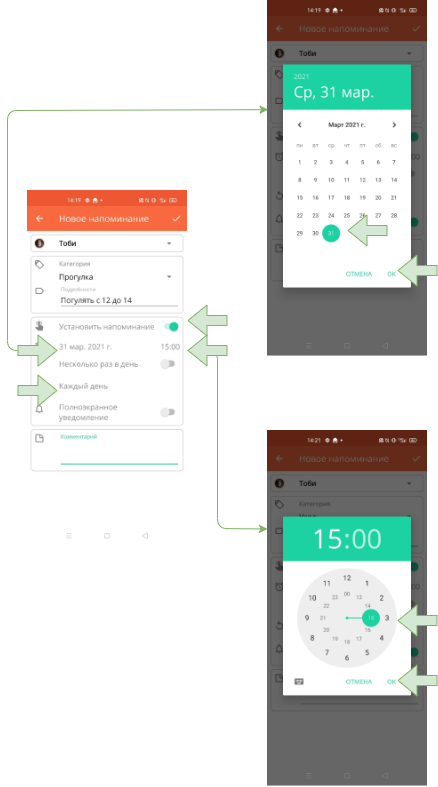 14:19
Новое напоминание
Тоби
Категория
Прогулка
Подробности
Погулять с 12 до 14
Установить напоминание
31 мар. 2021 г. 15:00
Несколько раз в день
Каждый день
Полноэкранное
уведомление
Комментарий
14:19
Новое напоминание
Тоби
2021
Ср, 31 мар.
Март 2021 г.
пн вт ср чт пт сб вс
1 2 3 4 5 6 7
8 9 10 11 12 13 14
15 16 17 18 19 20 21
22 23 24 25 26 27 28
29 30 31
ОТМЕНА ОК
14:21
Новое напоминание
Тоби
Категория
15:00
12
11 1
00
23 13
10 2
22 14
9 21 15 3
20 16
8 4
19 17
18
7 5
6
ОТМЕНА ОК